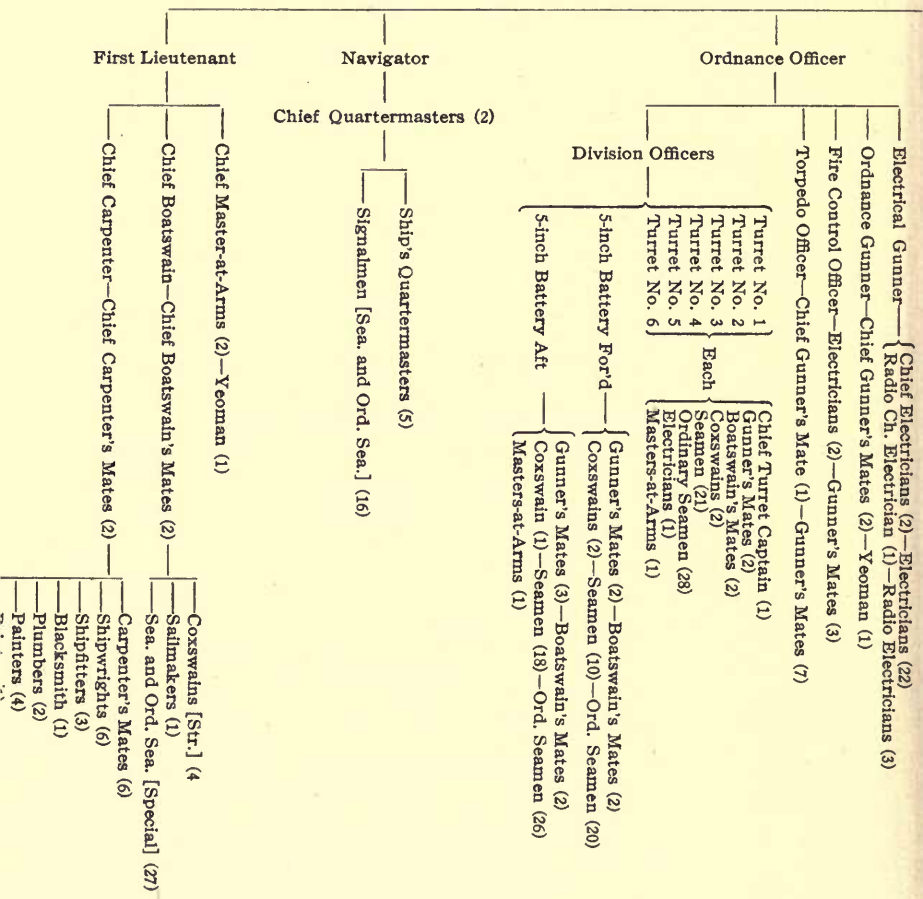 First Lieutenant
Navigator
Ordnance Officer
Chief Master-at-Arms (2)—Yeoman (1)
Chief Boatswain—Chief Boatswain's Mates (2)
Coxswains [Str.] (4
Sailmakers (1)
Sea. and Ord. Sea. [Special] (27)
Chief Carpenter—Chief Carpenter's Mates (2)
Carpenter's Mates (6)
Shipwrights (6)
Shipfitters (3)
Blacksmith (1)
Plumbers (2)
Painters (4)
Chief Quartermasters (2)
Ship's Quartermasters (5)
Signalmen [Sea. and Ord. Sea.] (16)
Electrical Gunner
Chief Electricians (2)—Electricians (22)
Radio Ch. Electrician (1)—Radio Electricians (3)
Ordnance Gunner—Chief Gunner's Mates (2)—Yeoman (1)
Fire Control Officer—Electricians (2)—Gunner's Mates (3)
Torpedo Officer—Chief Gunner's Mate (1)—Gunner's Mates (7)
Division Officers
Turret No. 1
Turret No. 2
Turret No. 3
Turret No. 4
Turret No. 5
Turret No. 6
Each
Chief Turret Captain (1)
Gunner's Mates (2)
Boatswain's Mates (2)
Coxswains (2)
Seamen (21)
Ordinary Seamen (28)
Electricians (1)
Masters-at-Arms (1)
5-inch Battery For'd
Gunner's Mates (2)—Boatswain's Mates (2)
Coxswains (2)—Seamen (10)—Ord. Seamen (20)
5-inch Battery Aft
Gunner's Mates (3)—Boatswain's Mates (2)
Coxswain (1)—Seamen (18)—Ord. Seamen (26)
Masters-at-Arms (1)